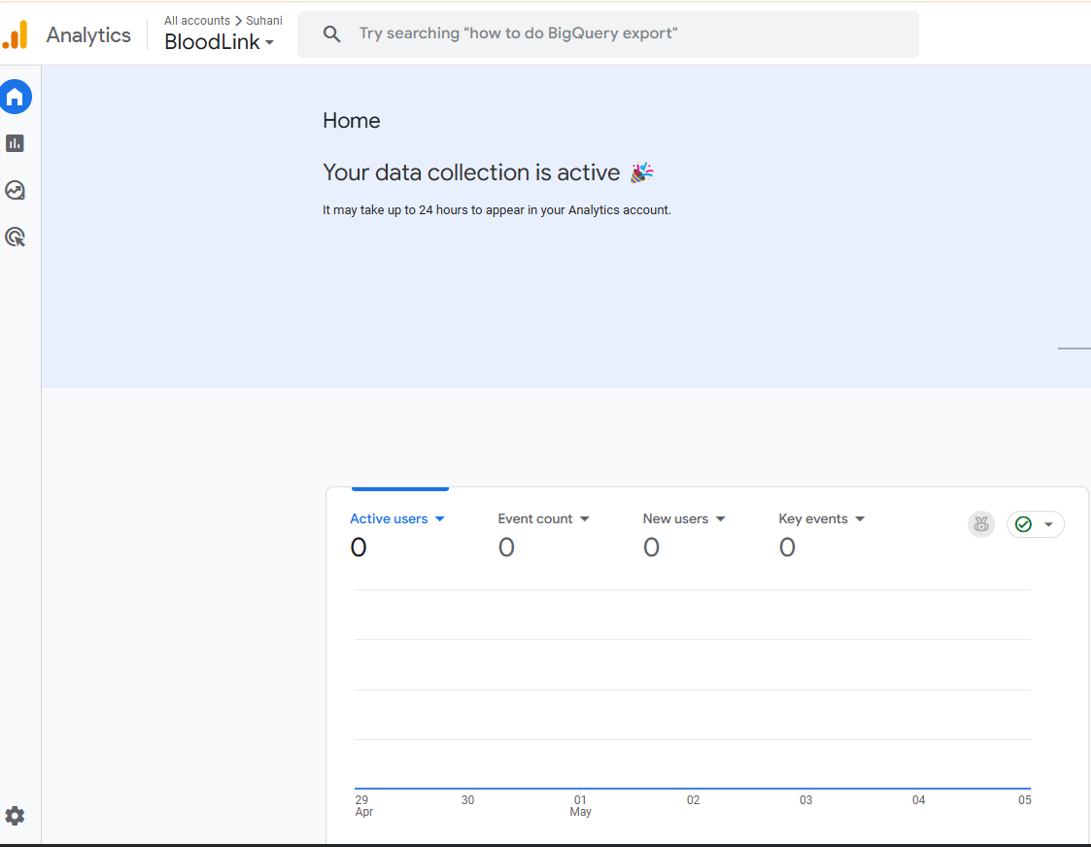 Analytics
All accounts > Suhani
BloodLink
Try searching "how to do BigQuery export"
Home
Your data collection is active 🎉
It may take up to 24 hours to appear in your Analytics account.
Active users
Event count
New users
Key events
0
0
0
0
29 30 01 02 03 04 05
Apr May